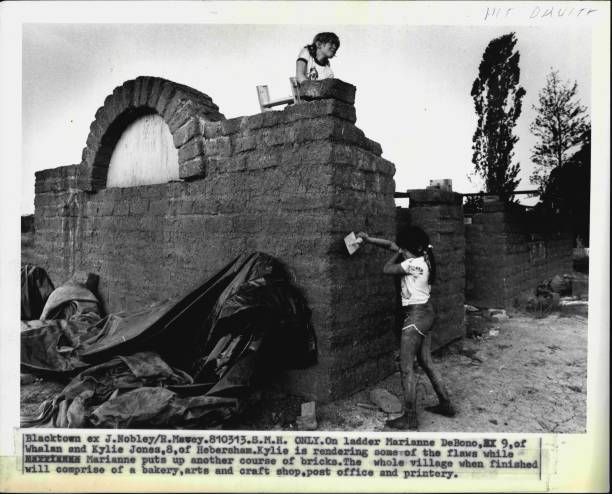 MT DRUITT
Blacktown ex J.Nobley/R.Mawey.810313.S.M.H ONLY.On ladder Marianne DeBono, 9,of
Whalan and Kylie Jones,8,of Hebersham.Kylie is rendering some of the flaws while
Marianne puts up another course of bricks.The whole village when finished
will comprise of a bakery,arts and craft shop,post office and printery.